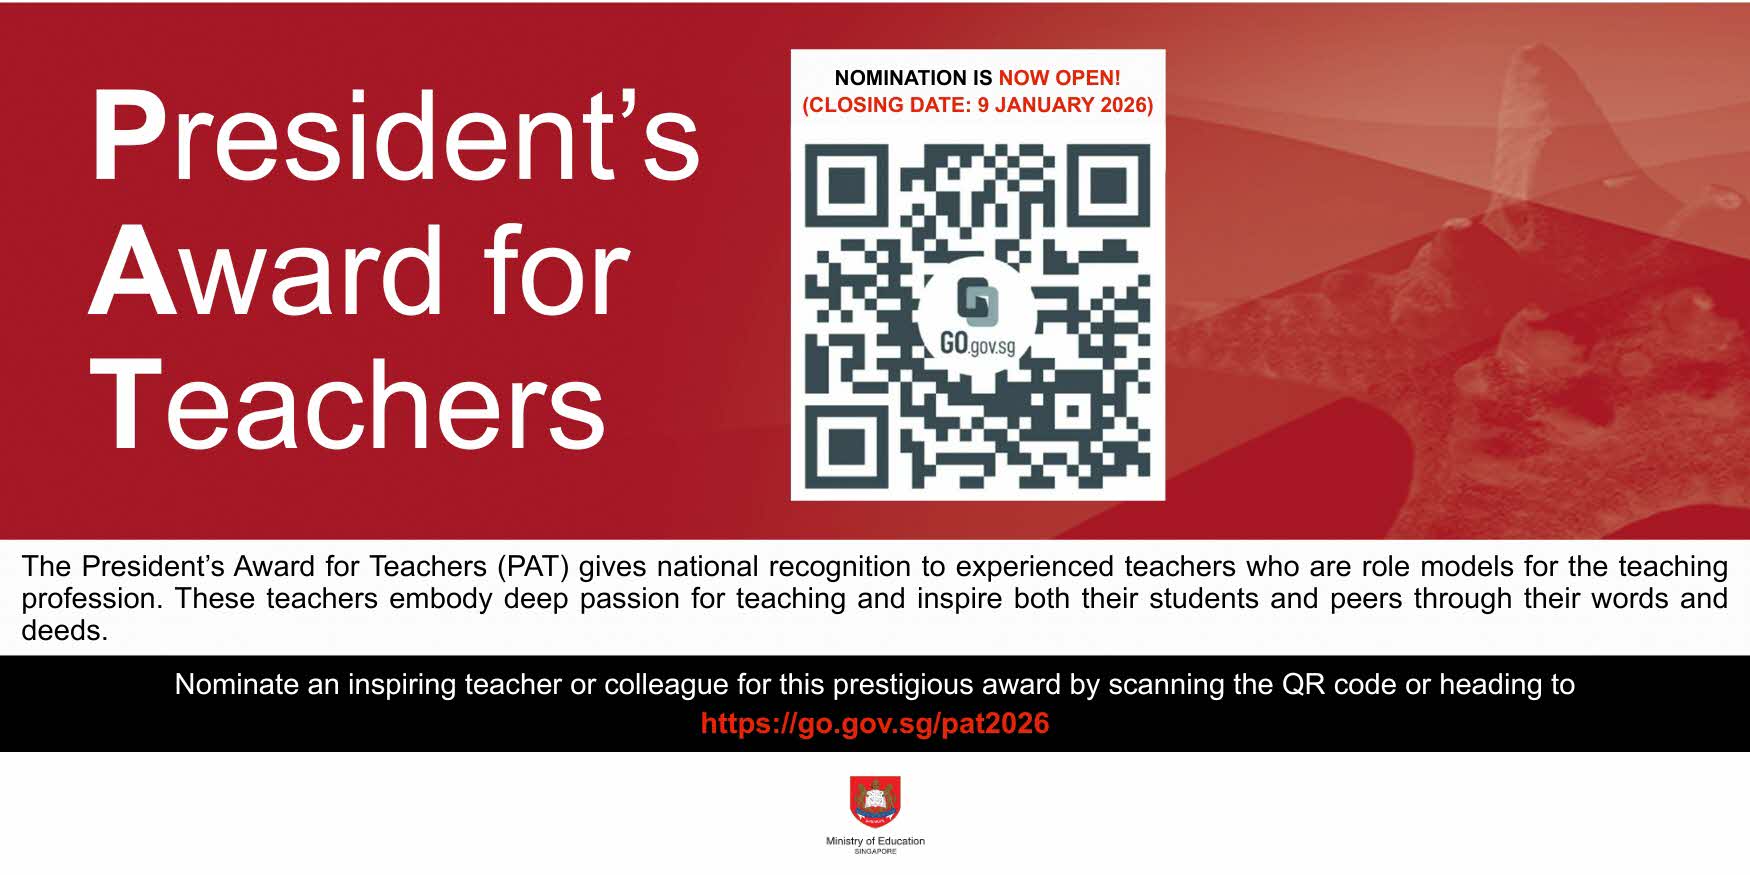 President's
Award for
Teachers
NOMINATION IS NOW OPEN!
(CLOSING DATE: 9 JANUARY 2026)
GO.gov.sg
The President's Award for Teachers (PAT) gives national recognition to experienced teachers who are role models for the teaching
profession. These teachers embody deep passion for teaching and inspire both their students and peers through their words and
deeds.
Nominate an inspiring teacher or colleague for this prestigious award by scanning the QR code or heading to
https://go.gov.sg/pat2026
Ministry of Education
SINGAPORE